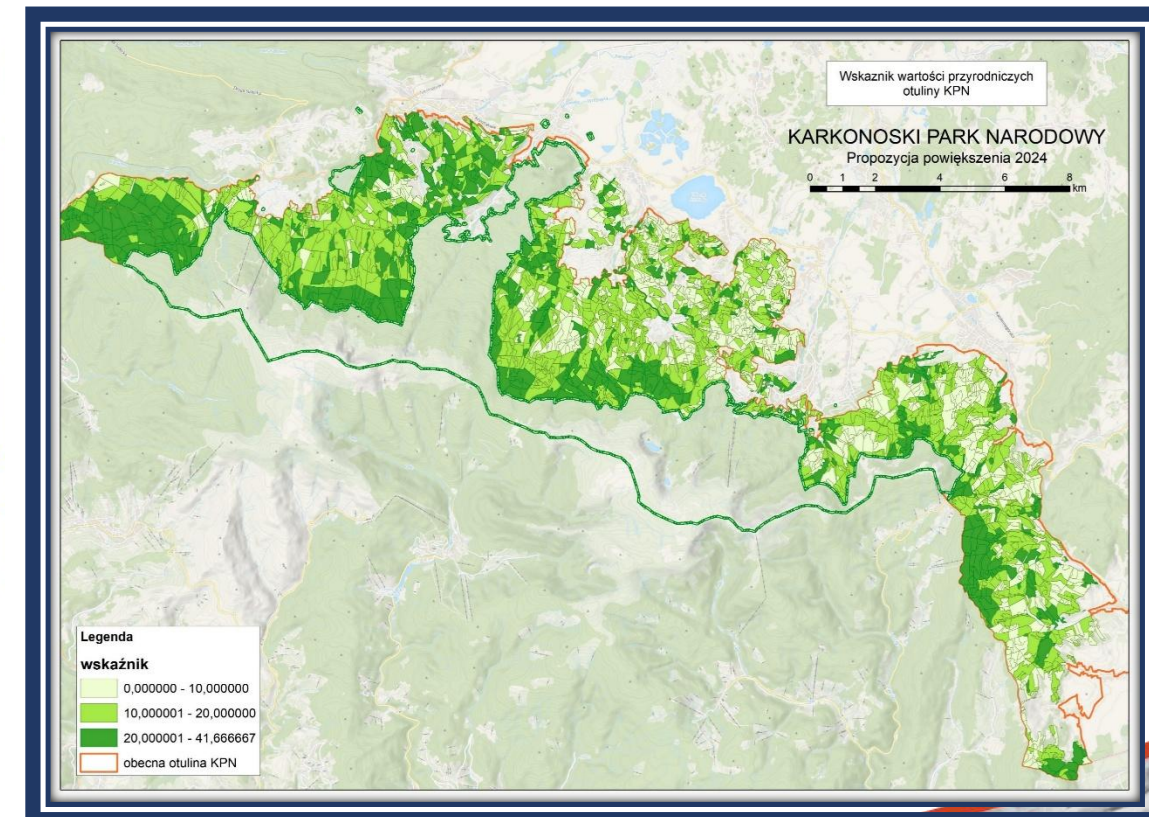 Wskaznik wartości przyrodniczych
otuliny KPN
KARKONOSKI PARK NARODOWY
Propozycja powiększenia 2024
0 1 2 4 6 8
km
Legenda
wskaźnik
0,000000 - 10,000000
10,000001 - 20,000000
20,000001 - 41,666667
obecna otulina KPN